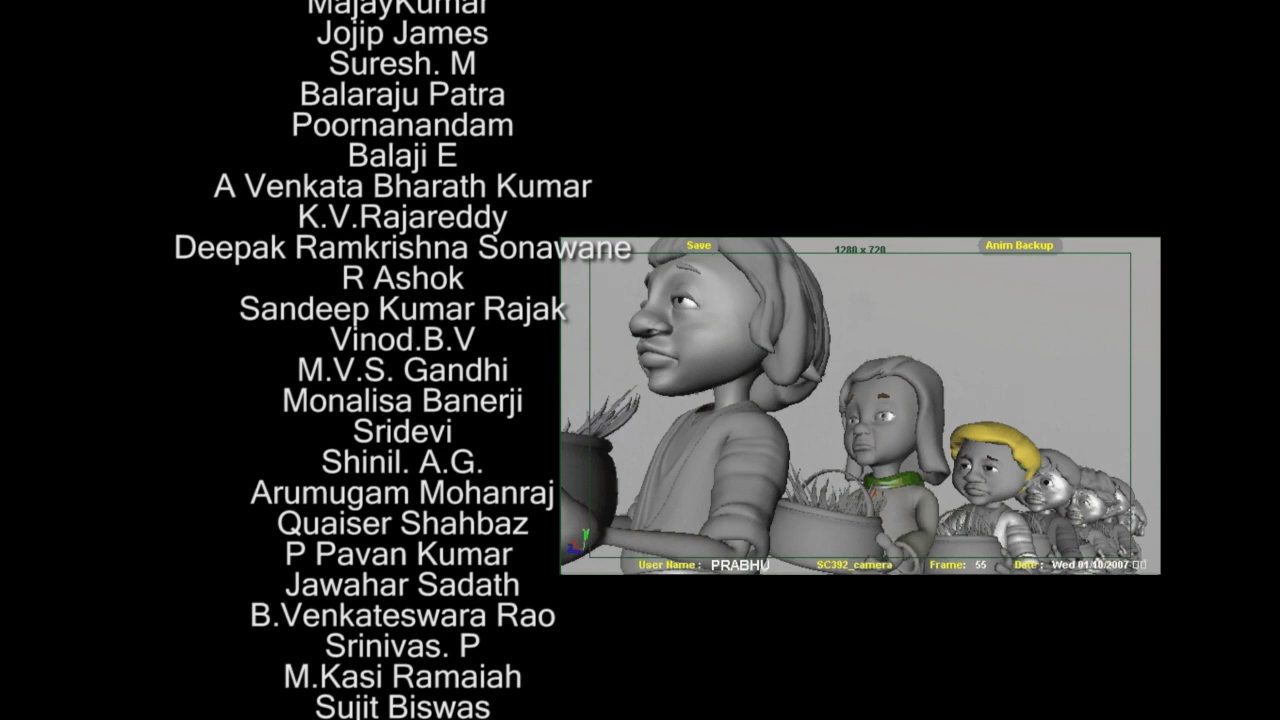 MajayKumar
Jojip James
Suresh. M
Balaraju Patra
Poornanandam
Balaji E
A Venkata Bharath Kumar
K.V.Rajareddy
Deepak Ramkrishna Sonawane
R Ashok
Sandeep Kumar Rajak
Vinod.B.V
M.V.S. Gandhi
Monalisa Banerji
Sridevi
Shinil. A.G.
Arumugam Mohanraj
Quaiser Shahbaz
P Pavan Kumar
Jawahar Sadath
B.Venkateswara Rao
Srinivas. P
M.Kasi Ramaiah
Sujit Biswas
Save 1280 x 720 Anim Backup
y
User Name : PRABHU SC392_camera Frame: 55 Date : Wed 01/10/2007